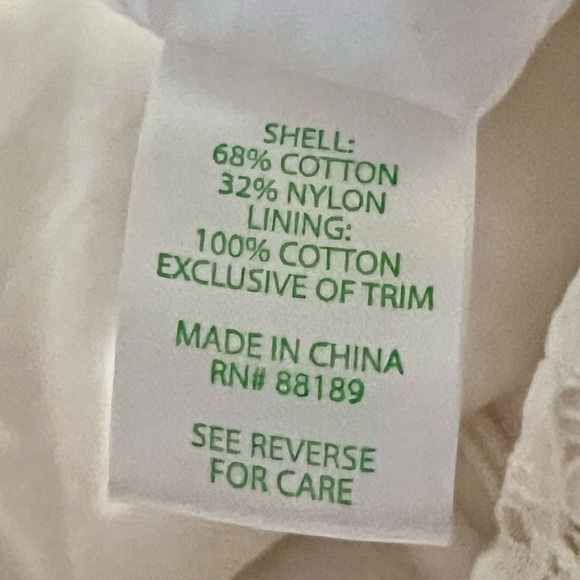 SHELL:
68% COTTON
32% NYLON
LINING:
100% COTTON
EXCLUSIVE OF TRIM
MADE IN CHINA
RN# 88189
SEE REVERSE
FOR CARE